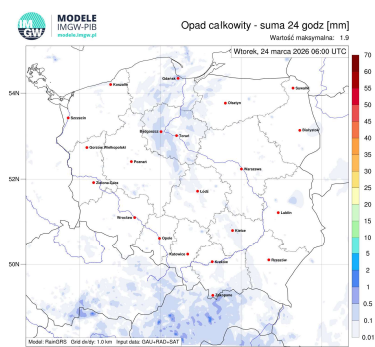 IM
GW
MODELE
IMGW-PIB
modele.imgw.pl
Opad całkowity - suma 24 godz [mm]
Wartość maksymalna: 1.9
Wtorek, 24 marca 2026 06:00 UTC
54N
52N
50N
Gdańsk
Koszalin
Suwałki
Olsztyn
Szczecin
Białystok
Bydgoszcz
Toruń
Gorzów Wielkopolski
Poznań
Warszawa
Zielona Góra
Łódź
Wrocław
Lublin
Kielce
Opole
Katowice
Kraków
Rzeszów
Zakopane
70
60
55
50
45
40
35
30
25
20
15
10
5
2
1
0.5
0.1
0.01
Model: RainGRS Grid dx/dy: 1.0 km Input data: GAU+RAD+SAT